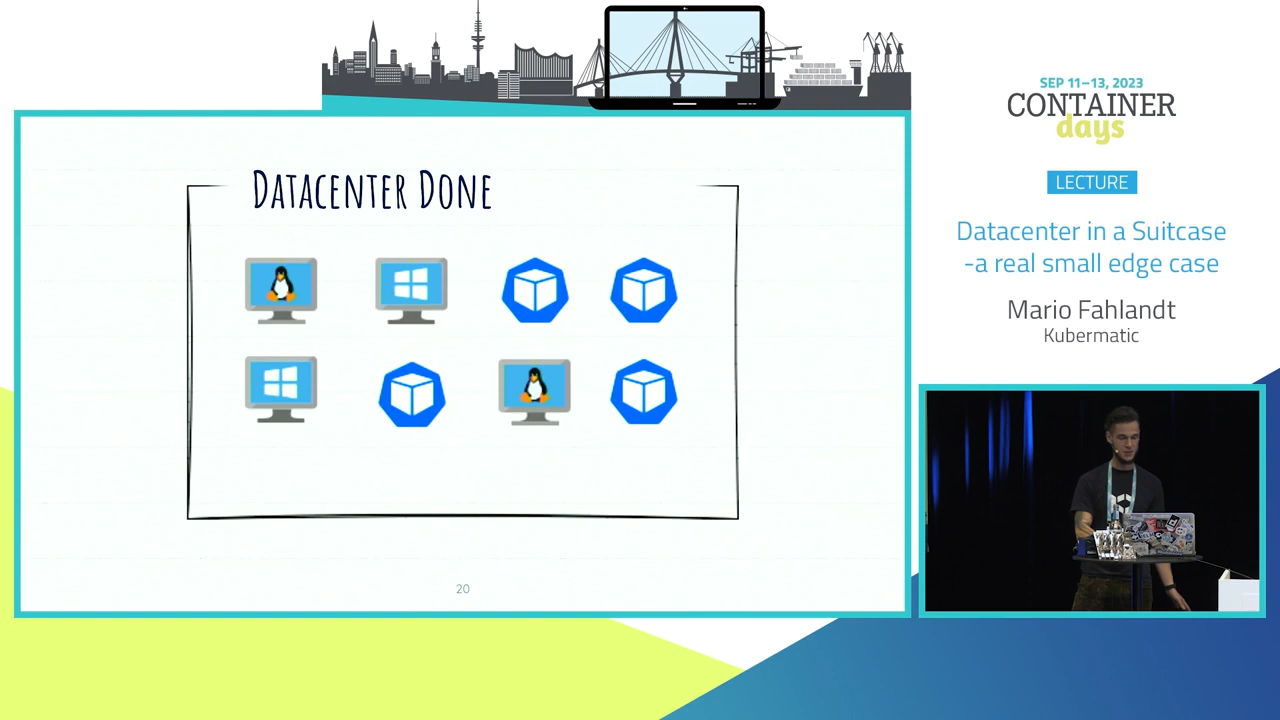 SEP 11–13, 2023
CONTAINER
days
LECTURE
Datacenter in a Suitcase
-a real small edge case
Mario Fahlandt
Kubermatic
Datacenter Done
20